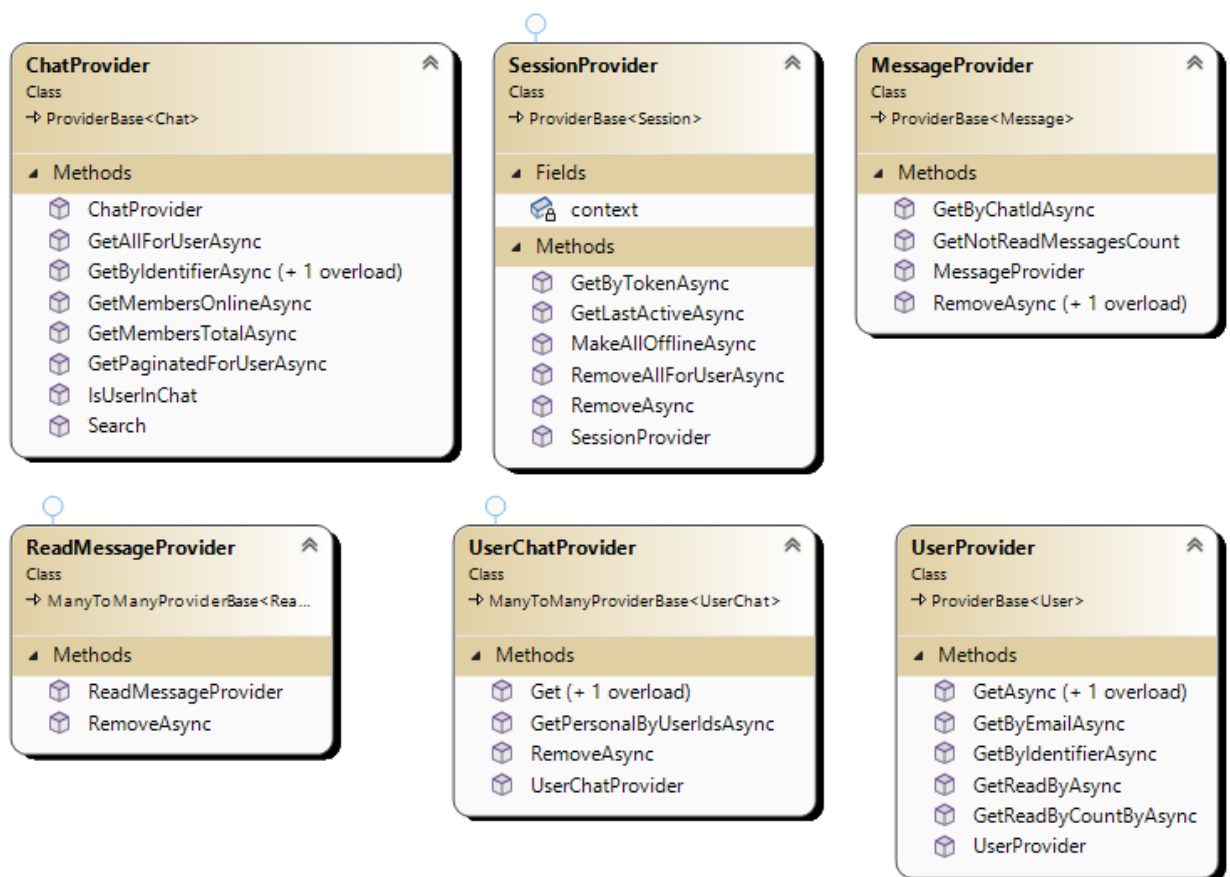 ChatProvider
Class
ProviderBase<Chat>
Methods
ChatProvider
GetAllForUserAsync
GetByIdentifierAsync (+ 1 overload)
GetMembersOnlineAsync
GetMembersTotalAsync
GetPaginatedForUserAsync
IsUserInChat
Search
SessionProvider
Class
ProviderBase<Session>
Fields
context
Methods
GetByTokenAsync
GetLastActiveAsync
MakeAllOfflineAsync
RemoveAllForUserAsync
RemoveAsync
SessionProvider
MessageProvider
Class
ProviderBase<Message>
Methods
GetByChatIdAsync
GetNotReadMessagesCount
MessageProvider
RemoveAsync (+ 1 overload)
ReadMessageProvider
Class
ManyToManyProviderBase<Rea...
Methods
ReadMessageProvider
RemoveAsync
UserChatProvider
Class
ManyToManyProviderBase<UserChat>
Methods
Get (+ 1 overload)
GetPersonalByUserIdsAsync
RemoveAsync
UserChatProvider
UserProvider
Class
ProviderBase<User>
Methods
GetAsync (+ 1 overload)
GetByEmailAsync
GetByIdentifierAsync
GetReadByAsync
GetReadByCountByAsync
UserProvider